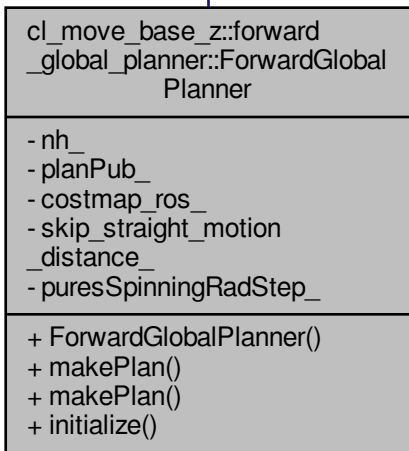 cl_move_base_z::forward
_global_planner::ForwardGlobal
Planner
- nh_
- planPub_
- costmap_ros_
- skip_straight_motion
_distance_
- puresSpinningRadStep_
+ ForwardGlobalPlanner()
+ makePlan()
+ makePlan()
+ initialize()